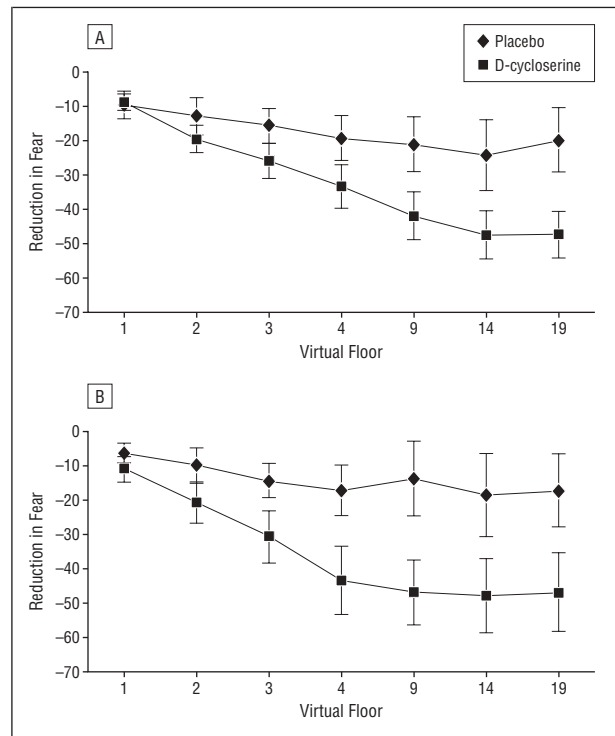 A
Placebo
D-cycloserine
0
–10
–20
–30
–40
–50
–60
–70
Reduction in Fear
1 2 3 4 9 14 19
Virtual Floor
B
0
–10
–20
–30
–40
–50
–60
–70
Reduction in Fear
1 2 3 4 9 14 19
Virtual Floor